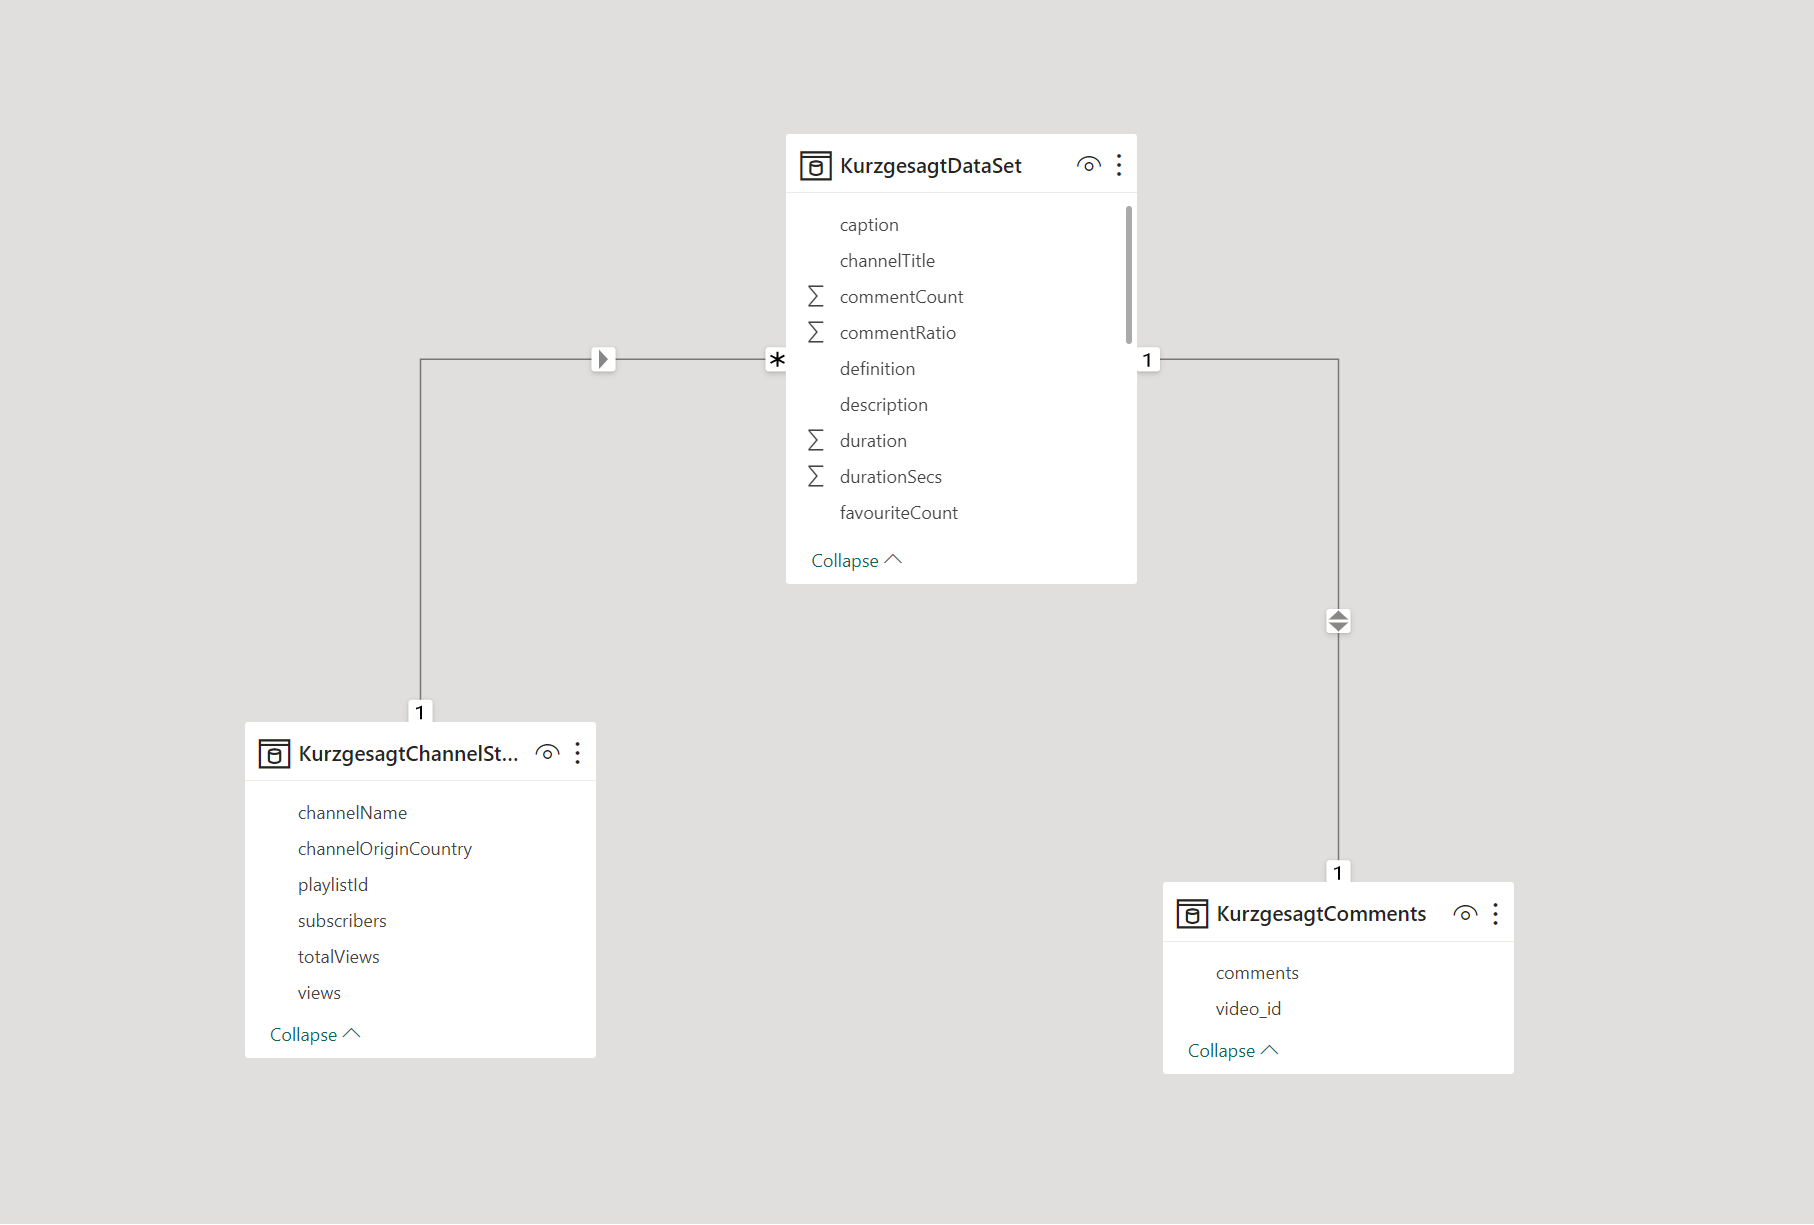 KurzgesagtDataSet
caption
channelTitle
commentCount
commentRatio
definition
description
duration
durationSecs
favouriteCount
Collapse
*
1
1
KurzgesagtChannelSt...
channelName
channelOriginCountry
playlistId
subscribers
totalViews
views
Collapse
1
KurzgesagtComments
comments
video_id
Collapse